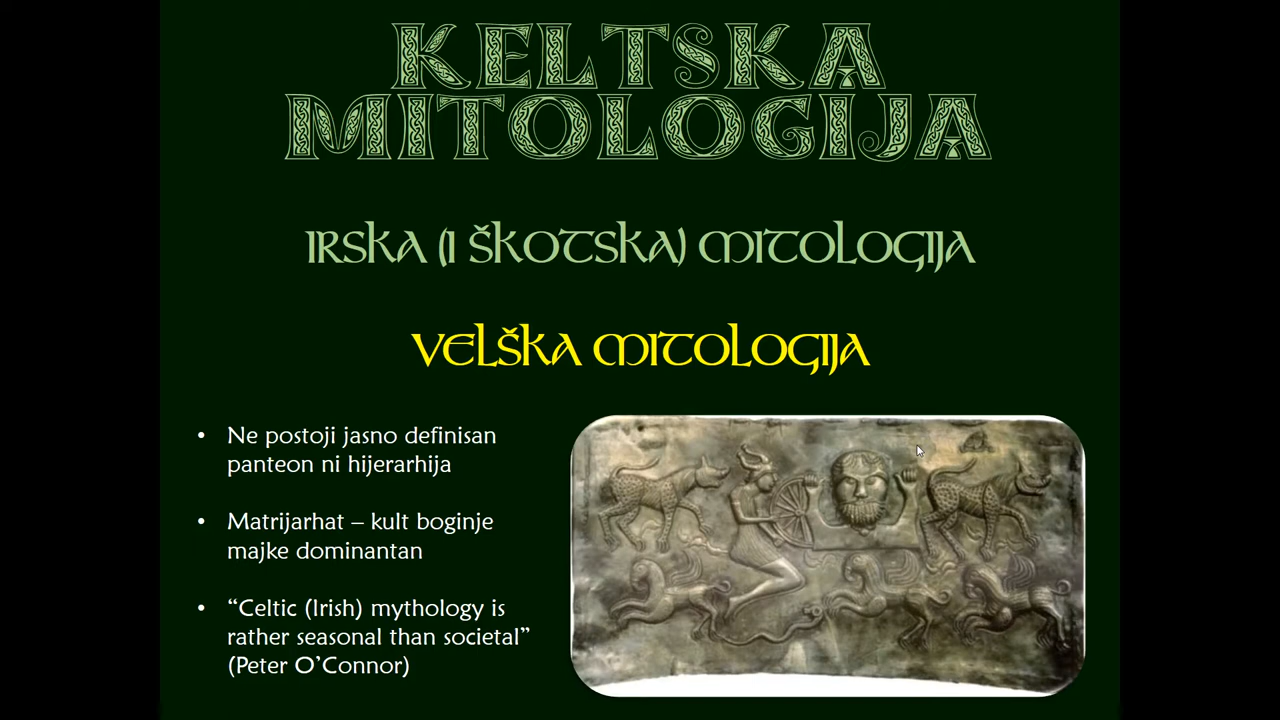 KELTSKA
MITOLOGIJA
IRSKA (I ŠKOTSKA) MITOLOGIJA
VELŠKA MITOLOGIJA
• Ne postoji jasno definisan
panteon ni hijerarhija
• Matrijarhat – kult boginje
majke dominantan
• “Celtic (Irish) mythology is
rather seasonal than societal”
(Peter O’Connor)